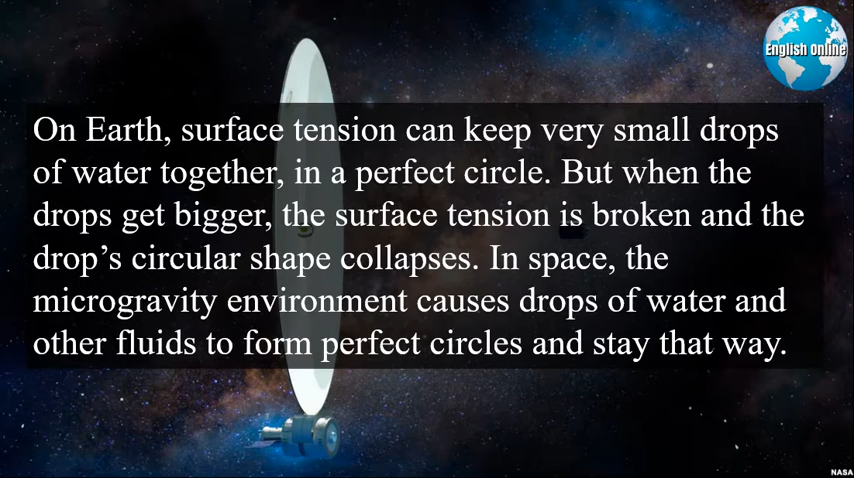 English Online
On Earth, surface tension can keep very small drops
of water together, in a perfect circle. But when the
drops get bigger, the surface tension is broken and the
drop’s circular shape collapses. In space, the
microgravity environment causes drops of water and
other fluids to form perfect circles and stay that way.
NASA